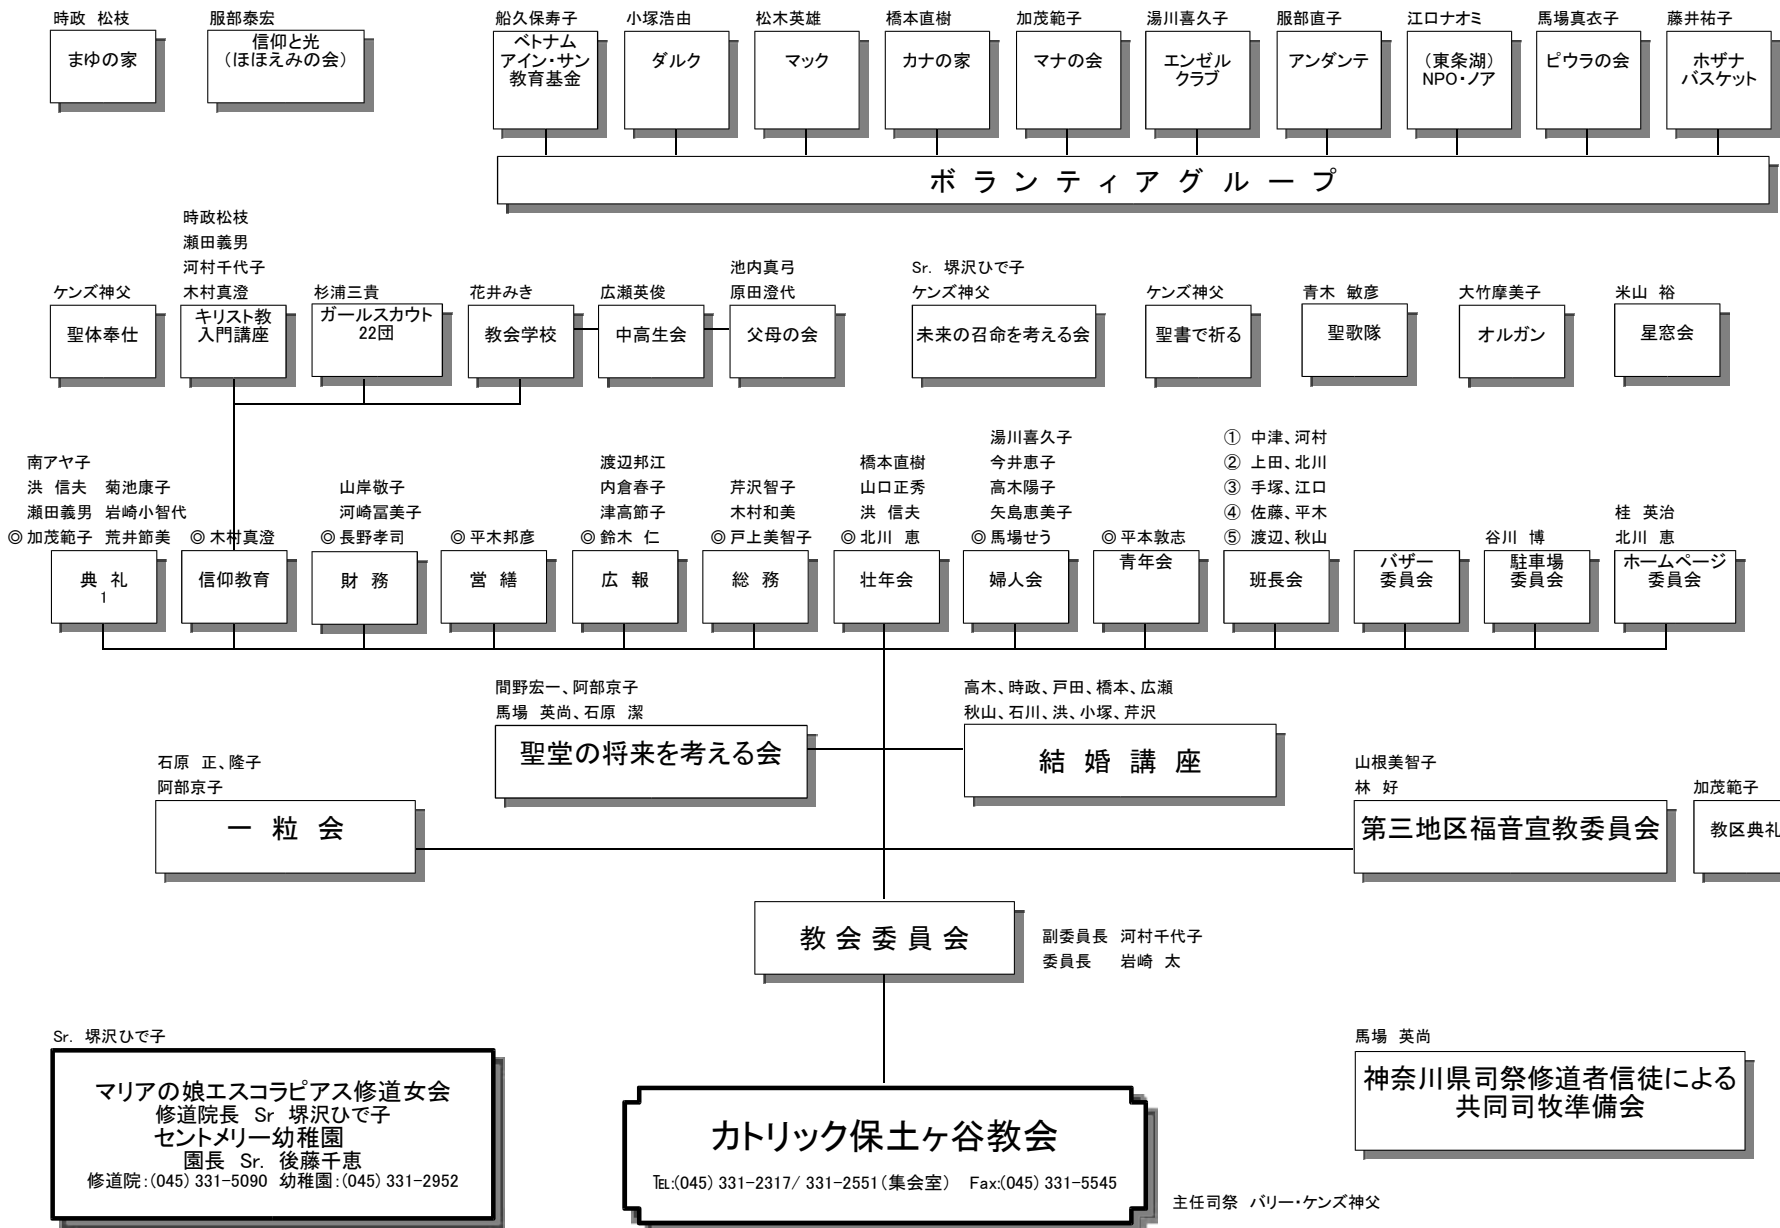 時政 松枝
まゆの家
服部泰宏
信仰と光
(ほほえみの会)
船久保寿子
ベトナム
アイン・サン
教育基金
小塚浩由
ダルク
松木英雄
マック
橋本直樹
カナの家
加茂範子
マナの会
湯川喜久子
エンゼル
クラブ
服部直子
アンダンテ
江口ナオミ
(東条湖)
NPO・ノア
馬場真衣子
ピウラの会
藤井祐子
ホザナ
バスケット
ボランティアグループ
ケンズ神父
聖体奉仕
時政松枝
瀬田義男
河村千代子
木村真澄
キリスト教
入門講座
杉浦三貴
ガールスカウト
22団
花井みき
教会学校
広瀬英俊
中高生会
池内真弓
原田澄代
父母の会
Sr. 堺沢ひで子
ケンズ神父
未来の召命を考える会
ケンズ神父
聖書で祈る
青木 敏彦
聖歌隊
大竹摩美子
オルガン
米山 裕
星窓会
南アヤ子
洪 信夫 菊池康子
瀬田義男 岩崎小智代
◎加茂範子 荒井節美
典 礼
1
◎木村真澄
信仰教育
山岸敬子
河崎冨美子
◎長野孝司
財 務
◎平木邦彦
営 繕
渡辺邦江
内倉春子
津高節子
◎鈴木 仁
広 報
芹沢智子
木村和美
◎戸上美智子
総 務
橋本直樹
山口正秀
洪 信夫
◎北川 恵
壮年会
湯川喜久子
今井恵子
高木陽子
矢島恵美子
◎馬場せう
婦人会
◎平本敦志
青年会
① 中津、河村
② 上田、北川
③ 手塚、江口
④ 佐藤、平木
⑤ 渡辺、秋山
班長会
バザー
委員会
谷川 博
駐車場
委員会
桂 英治
北川 恵
ホームページ
委員会
間野宏一、阿部京子
馬場 英尚、石原 潔
聖堂の将来を考える会
高木、時政、戸田、橋本、広瀬
秋山、石川、洪、小塚、芹沢
結婚講座
石原 正、隆子
阿部京子
一粒会
山根美智子
林 好
第三地区福音宣教委員会
加茂範子
教区典礼
教会委員会
副委員長 河村千代子
委員長 岩崎 太
Sr. 堺沢ひで子
マリアの娘エスコラピアス修道女会
修道院長 Sr 堺沢ひで子
セントメリー幼稚園
園長 Sr. 後藤千恵
修道院:(045)331-5090 幼稚園:(045)331-2952
カトリック保土ヶ谷教会
℡:(045)331-2317/ 331-2551(集会室) Fax:(045)331-5545
主任司祭 バリー・ケンズ神父
馬場 英尚
神奈川県司祭修道者信徒による
共同司牧準備会